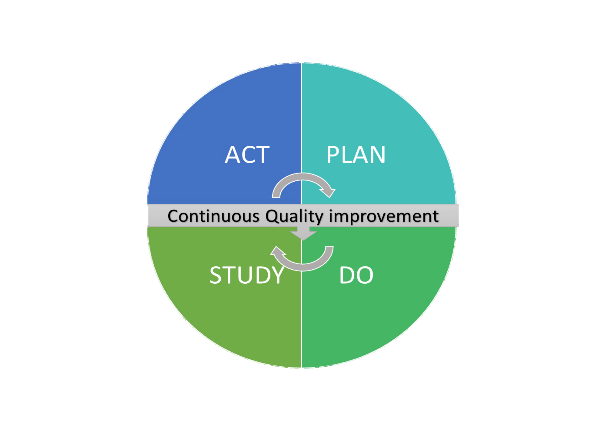 ACT PLAN
Continuous Quality improvement
STUDY DO